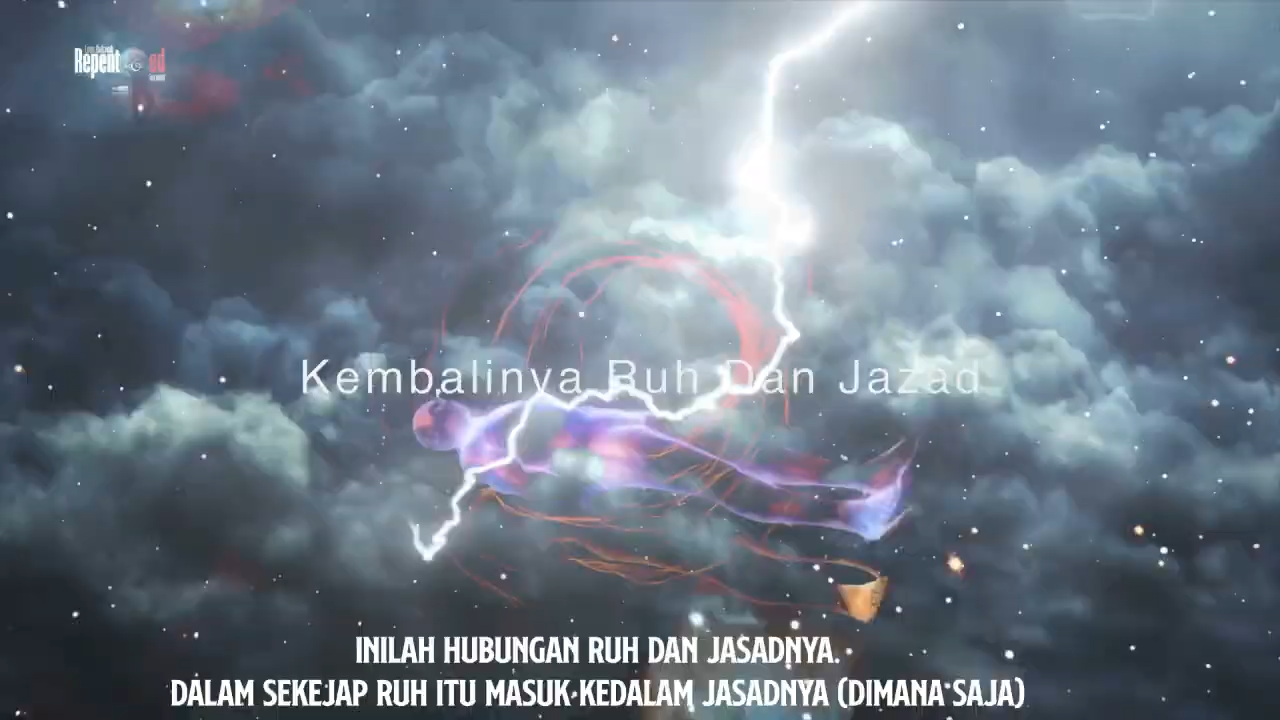 Repent
Kembalinya Ruh Dan Jazad
INILAH HUBUNGAN RUH DAN JASADNYA.
DALAM SEKEJAP RUH ITU MASUK KEDALAM JASADNYA (DIMANA SAJA)